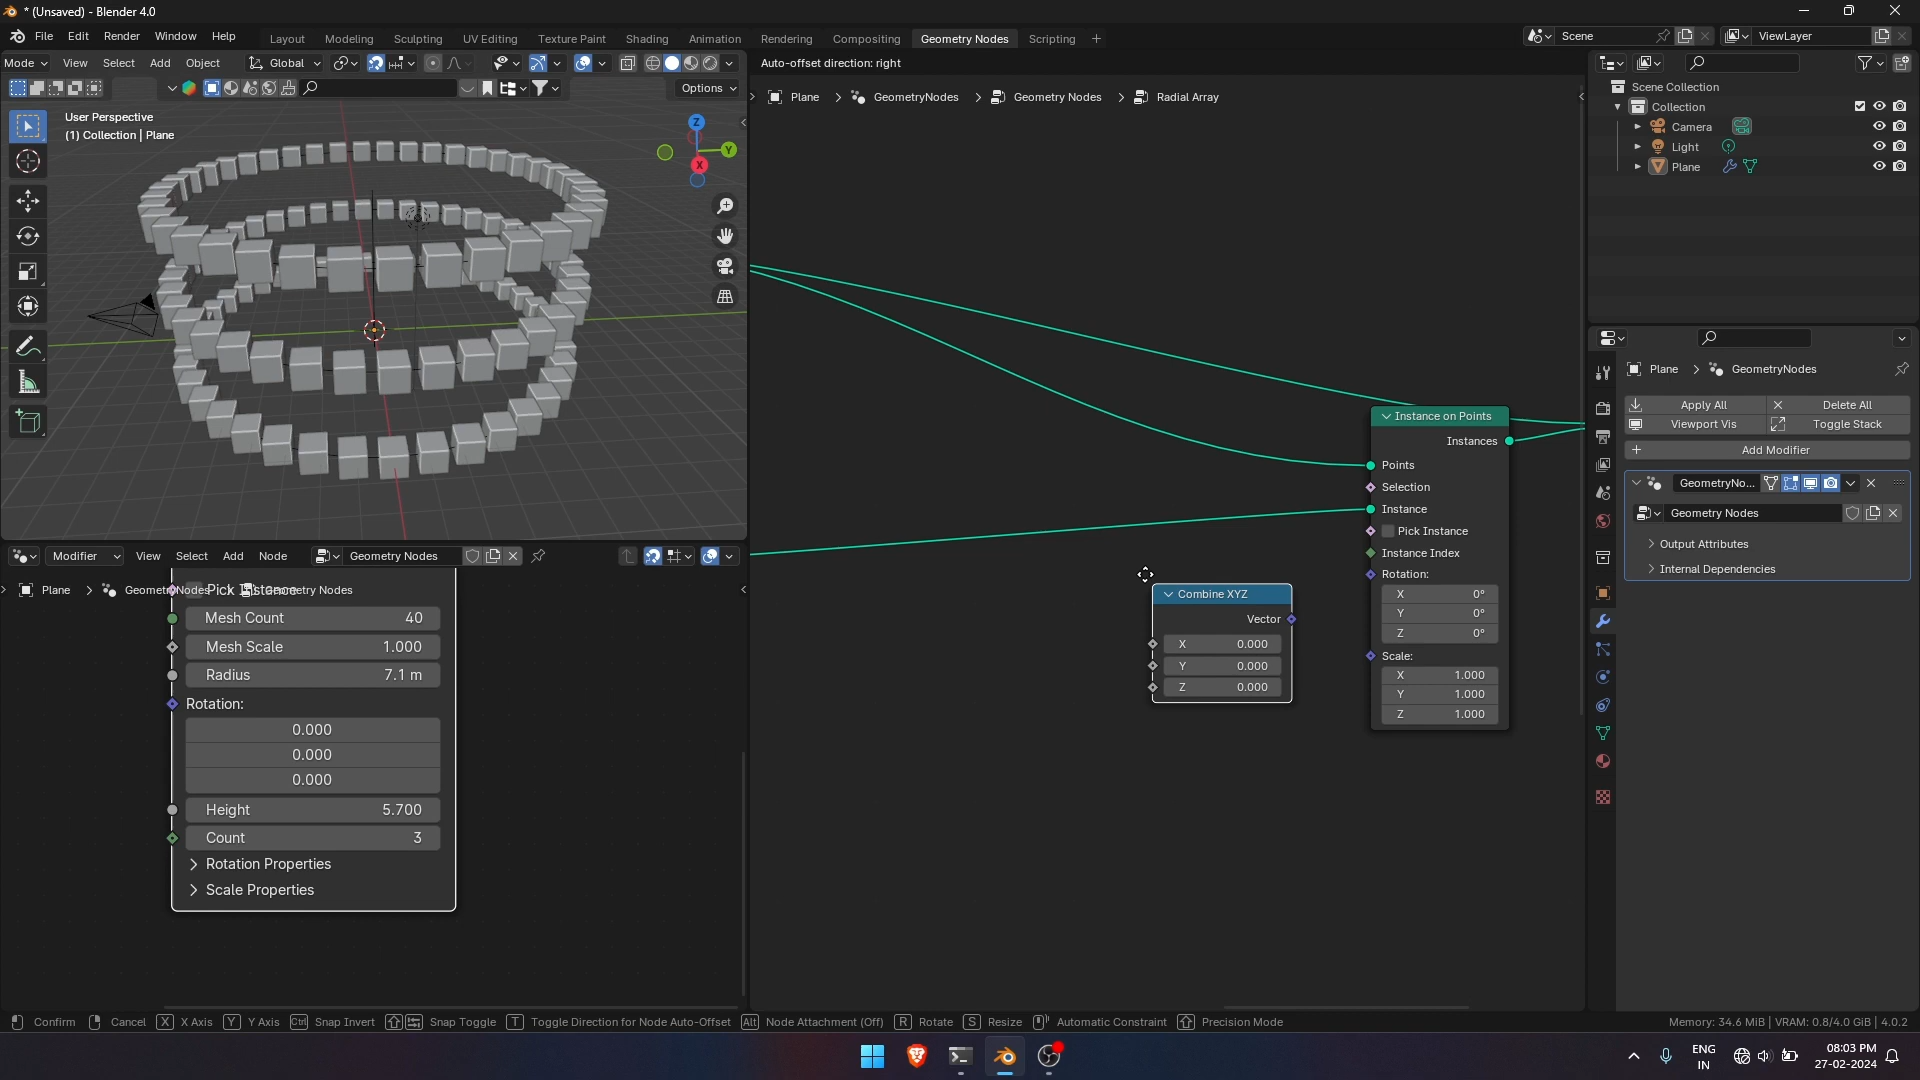 * (Unsaved) - Blender 4.0
File Edit Render Window Help Layout Modeling Sculpting UV Editing Texture Paint Shading Animation Rendering Compositing Geometry Nodes Scripting + Scene ViewLayer
Mode View Select Add Object Global
Options
User Perspective
(1) Collection | Plane
Z
Y
X
Auto-offset direction: right
Plane > GeometryNodes > Geometry Nodes > Radial Array
Instance on Points
Instances
Points
Selection
Instance
Pick Instance
Instance Index
Rotation:
X 0°
Y 0°
Z 0°
Scale:
X 1.000
Y 1.000
Z 1.000
Combine XYZ
Vector
X 0.000
Y 0.000
Z 0.000
Modifier View Select Add Node Geometry Nodes
Plane > GeometryNodes Geometry Nodes
Pick Instance
Mesh Count 40
Mesh Scale 1.000
Radius 7.1 m
Rotation:
0.000
0.000
0.000
Height 5.700
Count 3
Rotation Properties
Scale Properties
Scene Collection
Collection
Camera
Light
Plane
Plane > GeometryNodes
Apply All Delete All
Viewport Vis Toggle Stack
Add Modifier
GeometryNo...
Geometry Nodes
Output Attributes
Internal Dependencies
Confirm Cancel X X Axis Y Y Axis Ctrl Snap Invert Snap Toggle T Toggle Direction for Node Auto-Offset Alt Node Attachment (Off) R Rotate S Resize Automatic Constraint Precision Mode Memory: 34.6 MiB | VRAM: 0.8/4.0 GiB | 4.0.2
ENG
IN
08:03 PM
27-02-2024